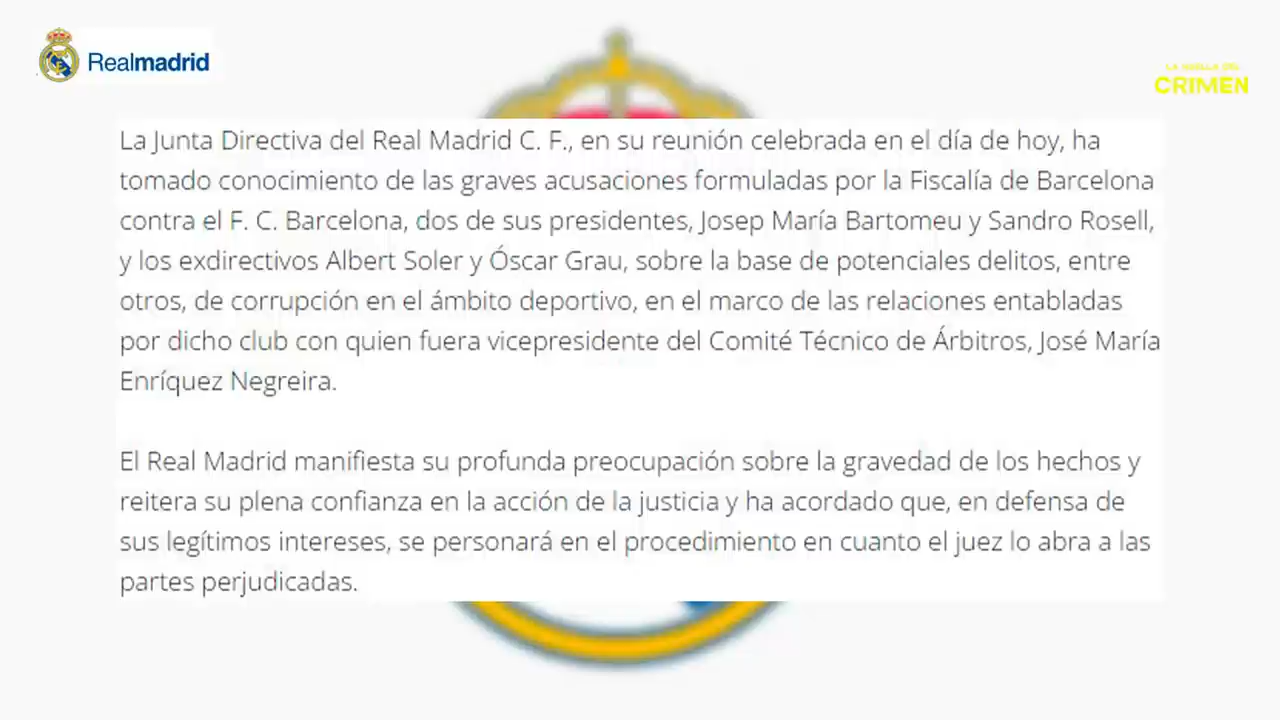 Realmadrid
LA HUELLA DEL
CRIMEN
La Junta Directiva del Real Madrid C. F., en su reunión celebrada en el día de hoy, ha
tomado conocimiento de las graves acusaciones formuladas por la Fiscalía de Barcelona
contra el F. C. Barcelona, dos de sus presidentes, Josep María Bartomeu y Sandro Rosell,
y los exdirectivos Albert Soler y Óscar Grau, sobre la base de potenciales delitos, entre
otros, de corrupción en el ámbito deportivo, en el marco de las relaciones entabladas
por dicho club con quien fuera vicepresidente del Comité Técnico de Árbitros, José María
Enríquez Negreira.
El Real Madrid manifiesta su profunda preocupación sobre la gravedad de los hechos y
reitera su plena confianza en la acción de la justicia y ha acordado que, en defensa de
sus legítimos intereses, se personará en el procedimiento en cuanto el juez lo abra a las
partes perjudicadas.